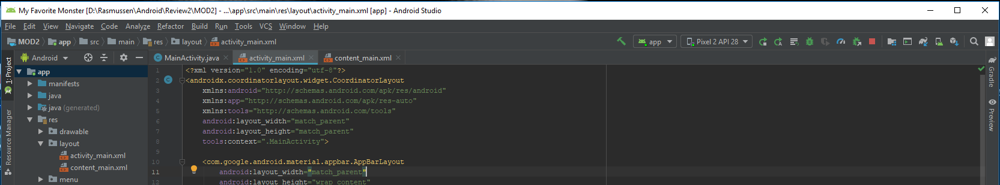 My Favorite Monster [D:\Rasmussen\Android\Review2\MOD2] - ...\app\src\main\res\layout\activity_main.xml [app] - Android Studio
File Edit View Navigate Code Analyze Refactor Build Run Tools VCS Window Help
MOD2 app src main res layout activity_main.xml app Pixel 2 API 28
Android MainActivity.java activity_main.xml content_main.xml
1: Project
Resource Manager
app
manifests
java
java (generated)
res
drawable
layout
activity_main.xml
content_main.xml
menu
1 <?xml version="1.0" encoding="utf-8"?>
2 <androidx.coordinatorlayout.widget.CoordinatorLayout
3 xmlns:android="http://schemas.android.com/apk/res/android"
4 xmlns:app="http://schemas.android.com/apk/res-auto"
5 xmlns:tools="http://schemas.android.com/tools"
6 android:layout_width="match_parent"
7 android:layout_height="match_parent"
8 tools:context=".MainActivity">
9
10 <com.google.android.material.appbar.AppBarLayout
11 android:layout_width="match_parent"
12 android:layout_height="wrap_content"
Gradle
Preview